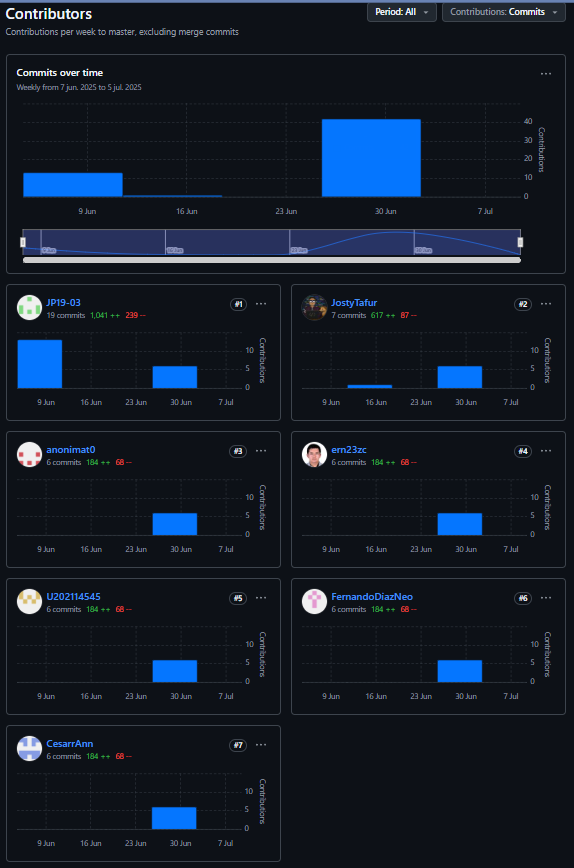 Contributors
Period: All
Contributions: Commits
Contributions per week to master, excluding merge commits
Commits over time
Weekly from 7 jun. 2025 to 5 jul. 2025
40
30
20
10
0
Contributions
9 Jun 16 Jun 23 Jun 30 Jun 7 Jul
JP19-03 #1
19 commits 1,041 ++ 239 --
10
5
0
Contributions
9 Jun 16 Jun 23 Jun 30 Jun 7 Jul
JostyTafur #2
7 commits 617 ++ 87 --
10
5
0
Contributions
9 Jun 16 Jun 23 Jun 30 Jun 7 Jul
anonimat0 #3
6 commits 184 ++ 68 --
10
5
0
Contributions
9 Jun 16 Jun 23 Jun 30 Jun 7 Jul
ern23zc #4
6 commits 184 ++ 68 --
10
5
0
Contributions
9 Jun 16 Jun 23 Jun 30 Jun 7 Jul
U202114545 #5
6 commits 184 ++ 68 --
10
5
0
Contributions
9 Jun 16 Jun 23 Jun 30 Jun 7 Jul
FernandoDiazNeo #6
6 commits 184 ++ 68 --
10
5
0
Contributions
9 Jun 16 Jun 23 Jun 30 Jun 7 Jul
CesarrAnn #7
6 commits 184 ++ 68 --
10
5
0
Contributions
9 Jun 16 Jun 23 Jun 30 Jun 7 Jul